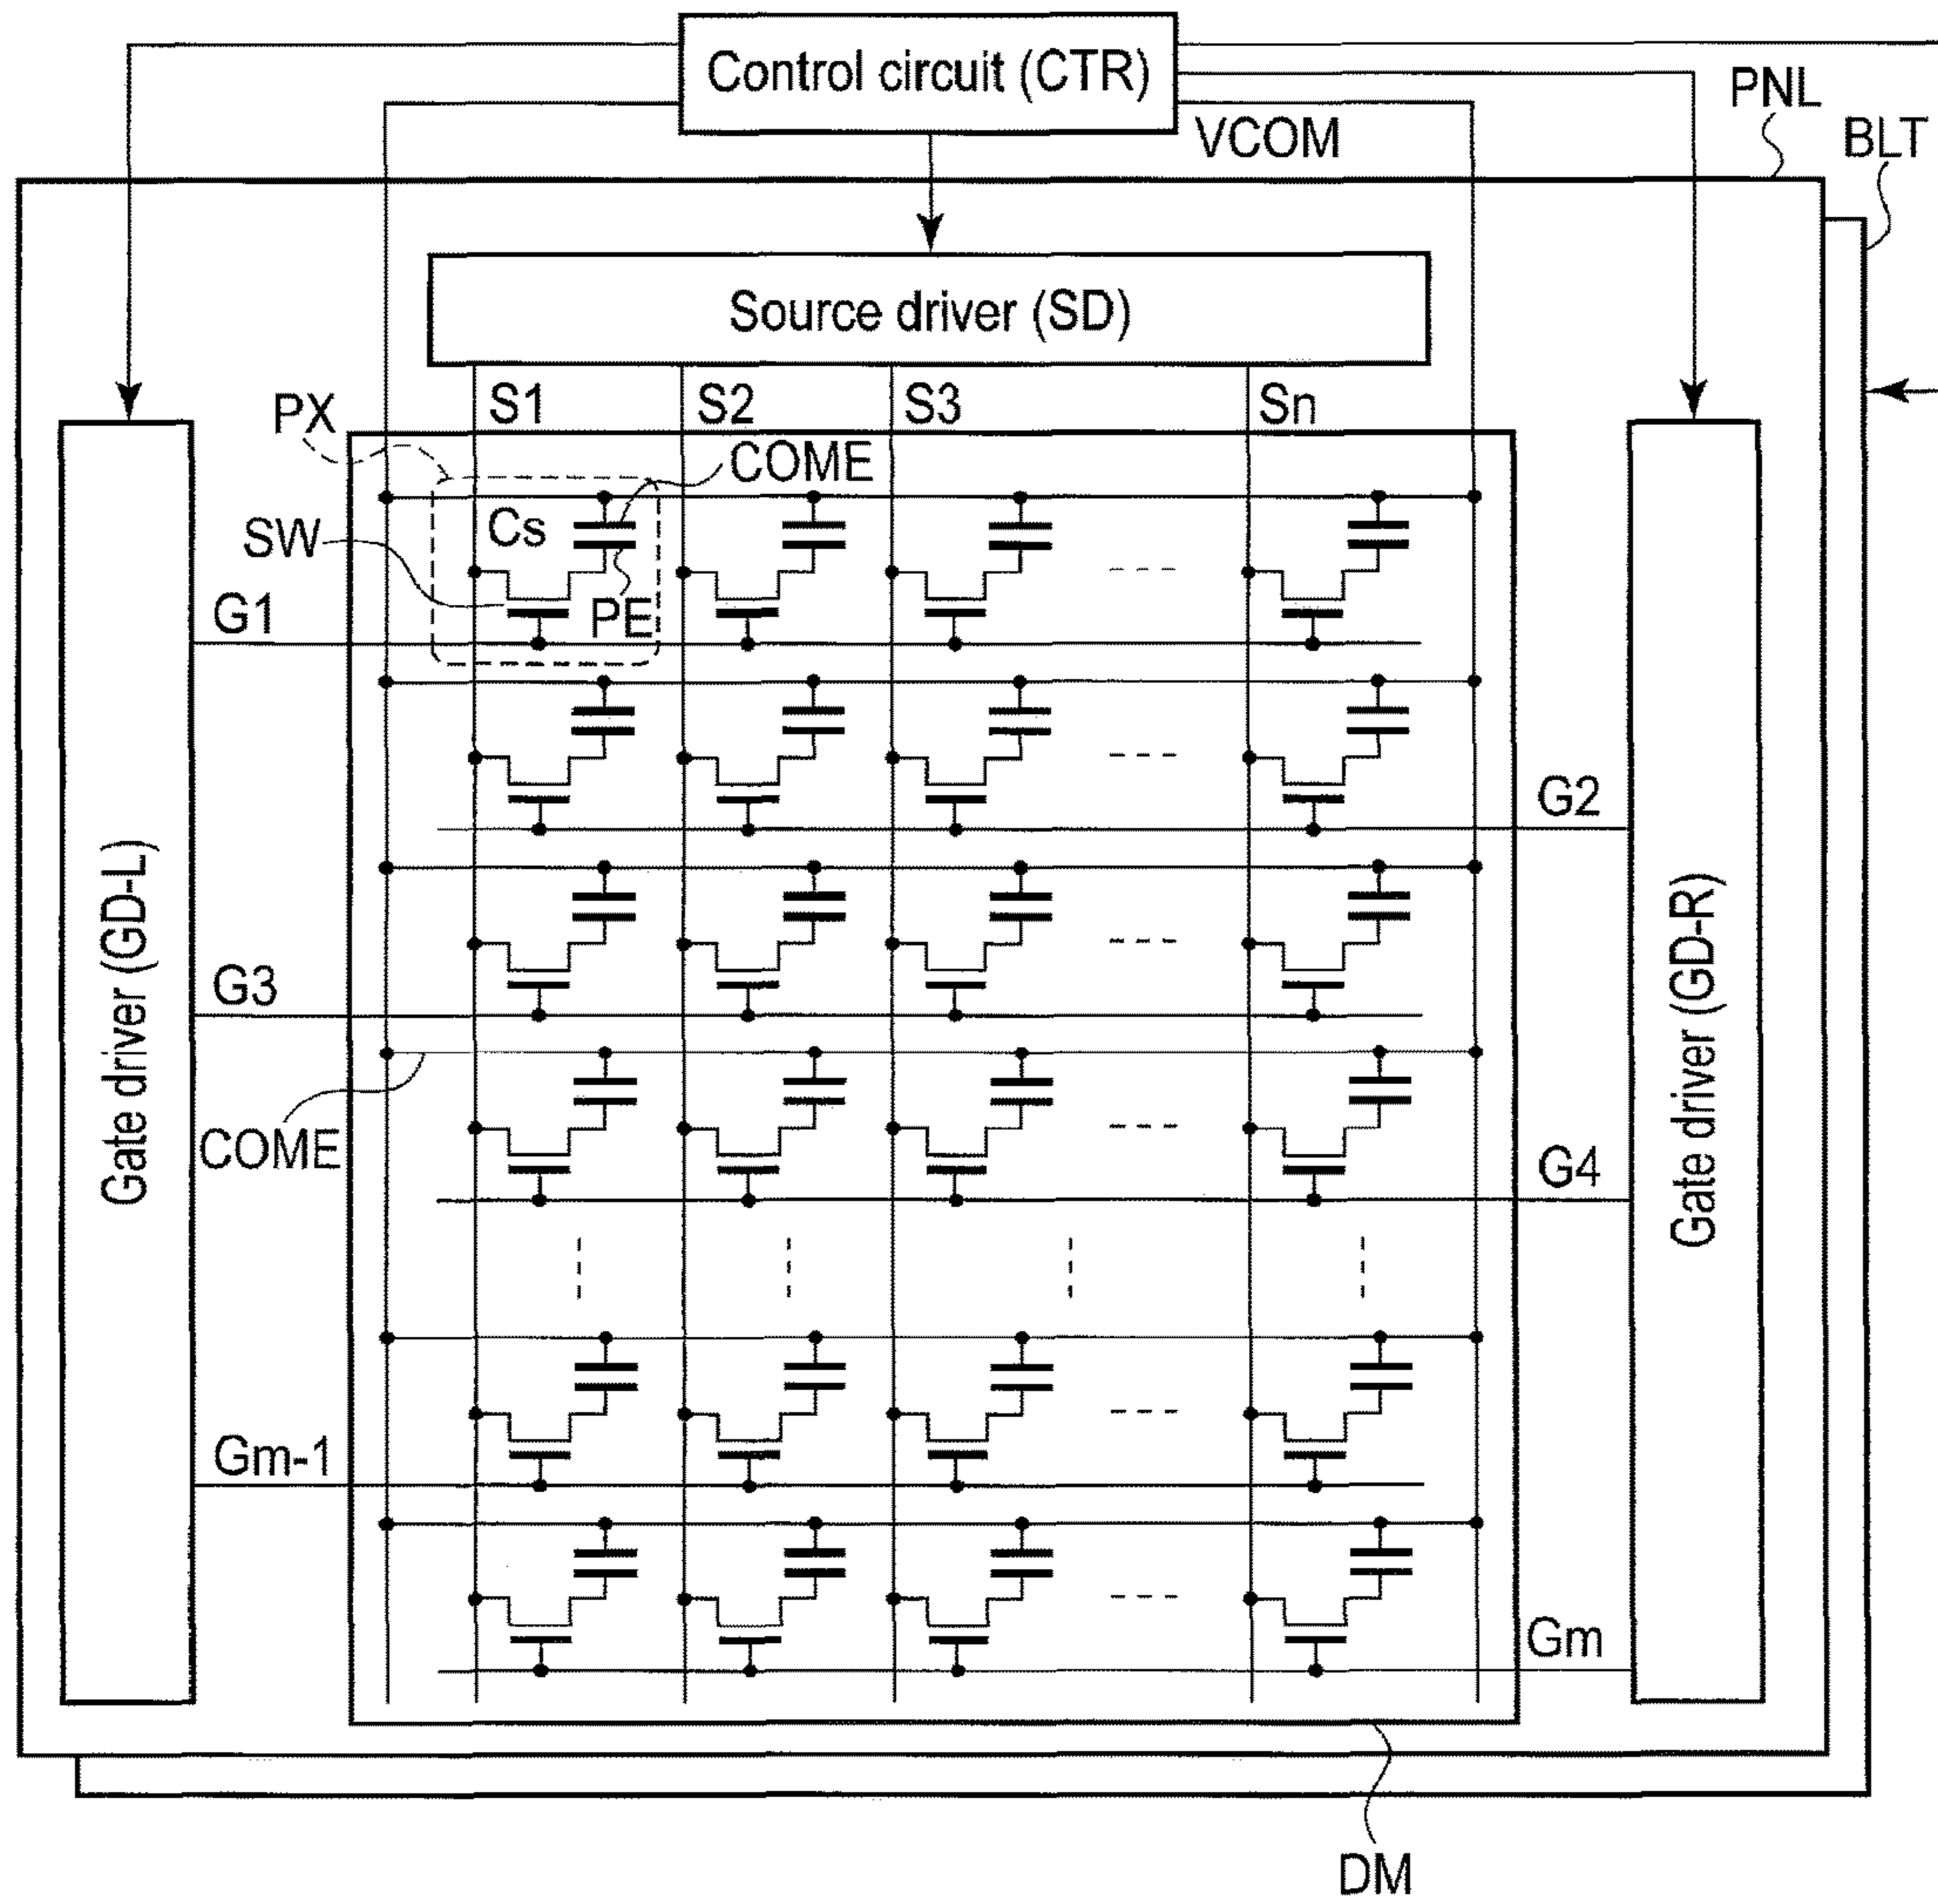 Control circuit (CTR)
PNL
VCOM
BLT
Source driver (SD)
S1
S2
S3
Sn
PX
COME
Cs
SW
PE
G1
G2
Gate driver (GD-L)
Gate driver (GD-R)
G3
COME
G4
Gm-1
Gm
DM